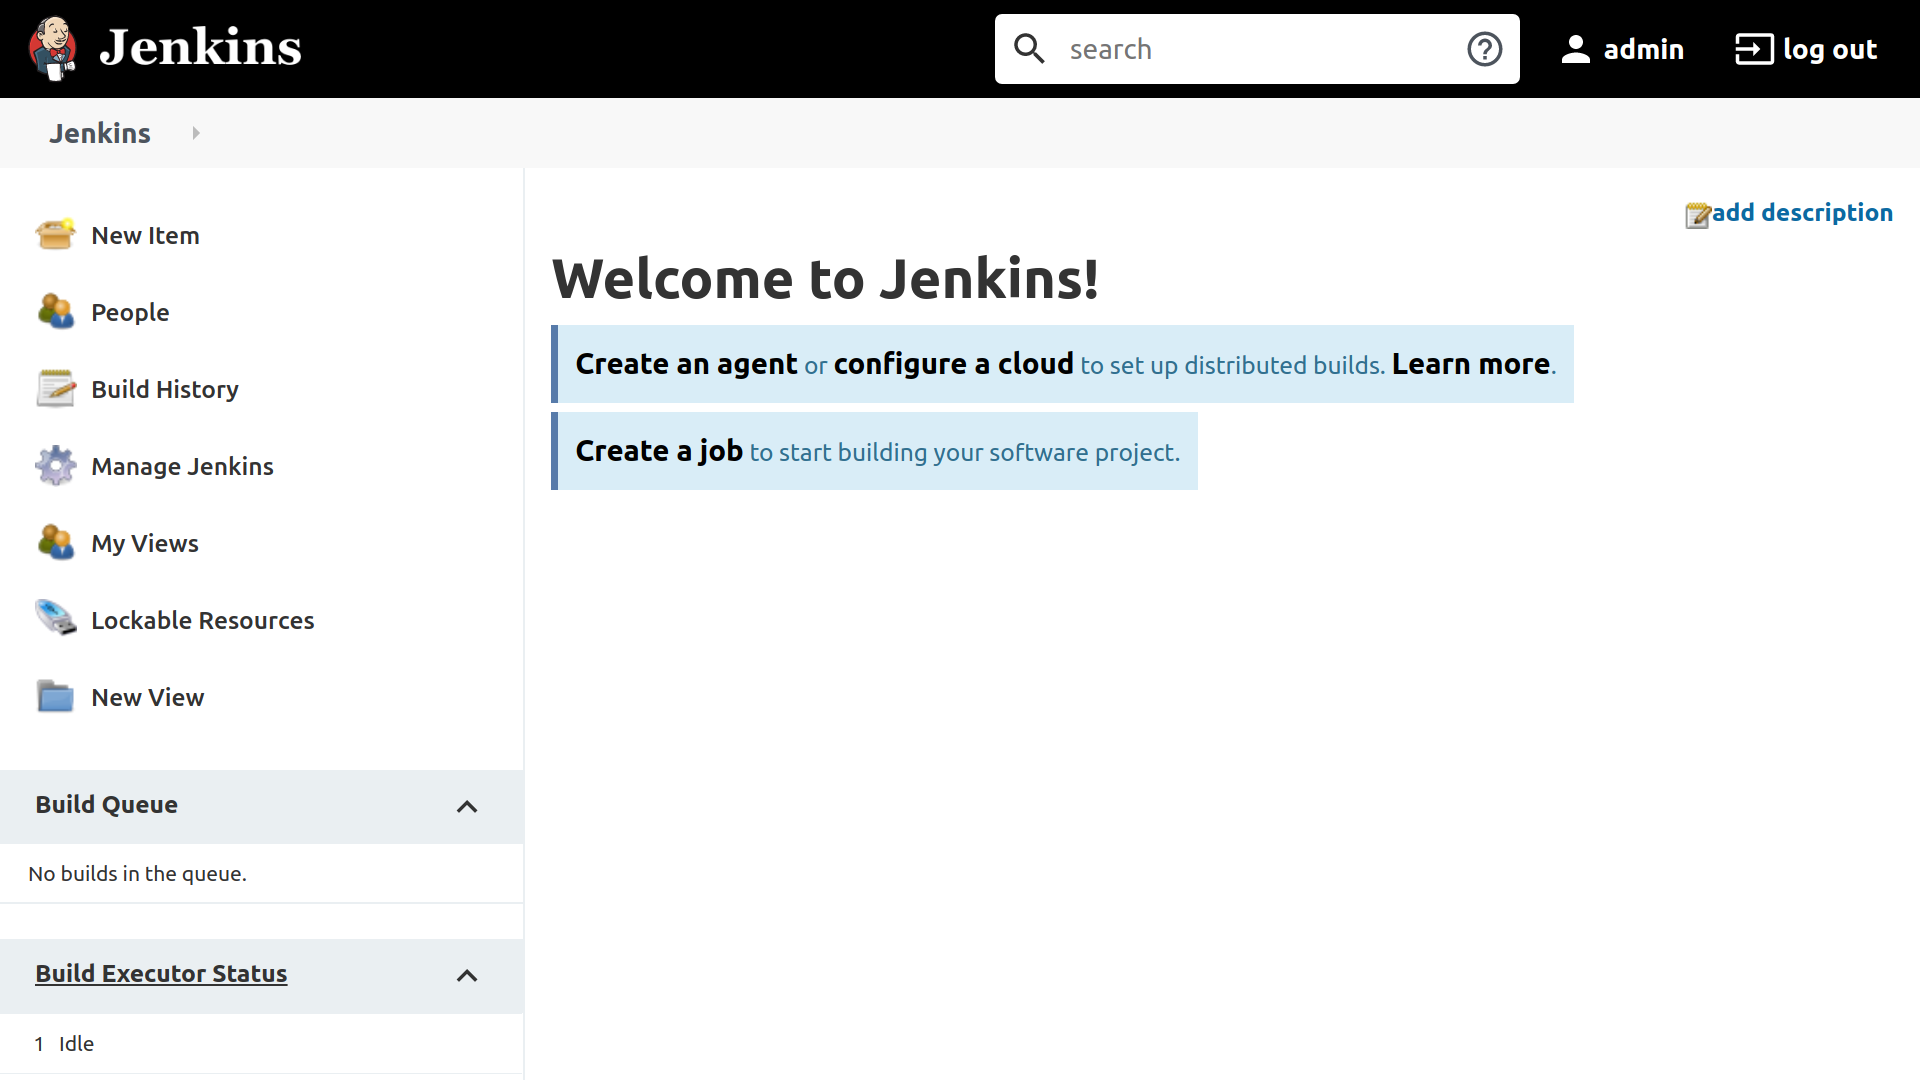 Jenkins
search
admin
log out
Jenkins
New Item
People
Build History
Manage Jenkins
My Views
Lockable Resources
New View
Build Queue
No builds in the queue.
Build Executor Status
1 Idle
add description
Welcome to Jenkins!
Create an agent or configure a cloud to set up distributed builds. Learn more.
Create a job to start building your software project.